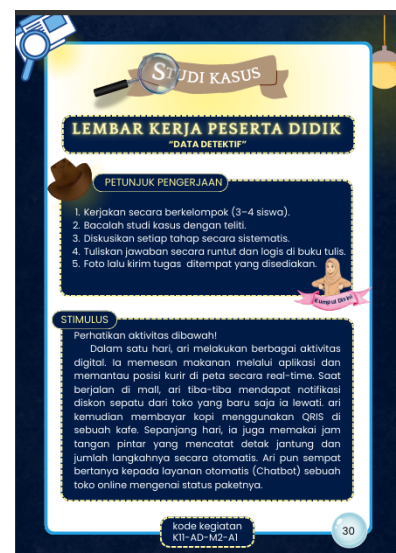 STUDI KASUS
LEMBAR KERJA PESERTA DIDIK
"DATA DETEKTIF"
PETUNJUK PENGERJAAN
1. Kerjakan secara berkelompok (3–4 siswa).
2. Bacalah studi kasus dengan teliti.
3. Diskusikan setiap tahap secara sistematis.
4. Tuliskan jawaban secara runtut dan logis di buku tulis.
5. Foto lalu kirim tugas ditempat yang disediakan.
Kumpul Disini
STIMULUS
Perhatikan aktivitas dibawah!
Dalam satu hari, ari melakukan berbagai aktivitas
digital. Ia memesan makanan melalui aplikasi dan
memantau posisi kurir di peta secara real-time. Saat
berjalan di mall, ari tiba-tiba mendapat notifikasi
diskon sepatu dari toko yang baru saja ia lewati. ari
kemudian membayar kopi menggunakan QRIS di
sebuah kafe. Sepanjang hari, ia juga memakai jam
tangan pintar yang mencatat detak jantung dan
jumlah langkahnya secara otomatis. Ari pun sempat
bertanya kepada layanan otomatis (Chatbot) sebuah
toko online mengenai status paketnya.
kode kegiatan
K11-AD-M2-A1
30